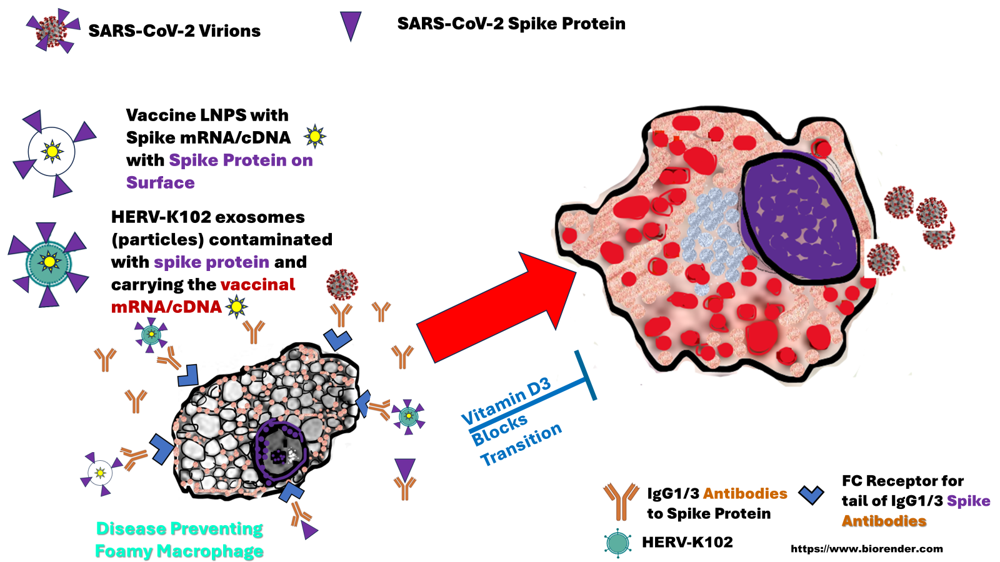 SARS-CoV-2 Virions
SARS-CoV-2 Spike Protein
Vaccine LNPS with
Spike mRNA/cDNA
with Spike Protein on
Surface
HERV-K102 exosomes
(particles) contaminated
with spike protein and
carrying the vaccinal
mRNA/cDNA
Vitamin D3
Blocks
Transition
Disease Preventing
Foamy Macrophage
IgG1/3 Antibodies
to Spike Protein
HERV-K102
FC Receptor for
tail of IgG1/3 Spike
Antibodies
https://www.biorender.com